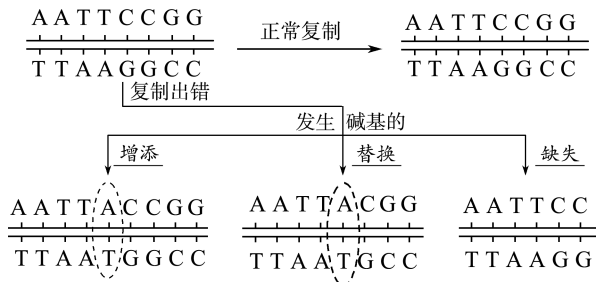 A A T T C C G G
正常复制
A A T T C C G G
T T A A G G C C
T T A A G G C C
复制出错
发生 碱基的
增添
替换
缺失
A A T T A C C G G
A A T T A C G G
A A T T C C
T T A A T G G C C
T T A A T G C C
T T A A G G